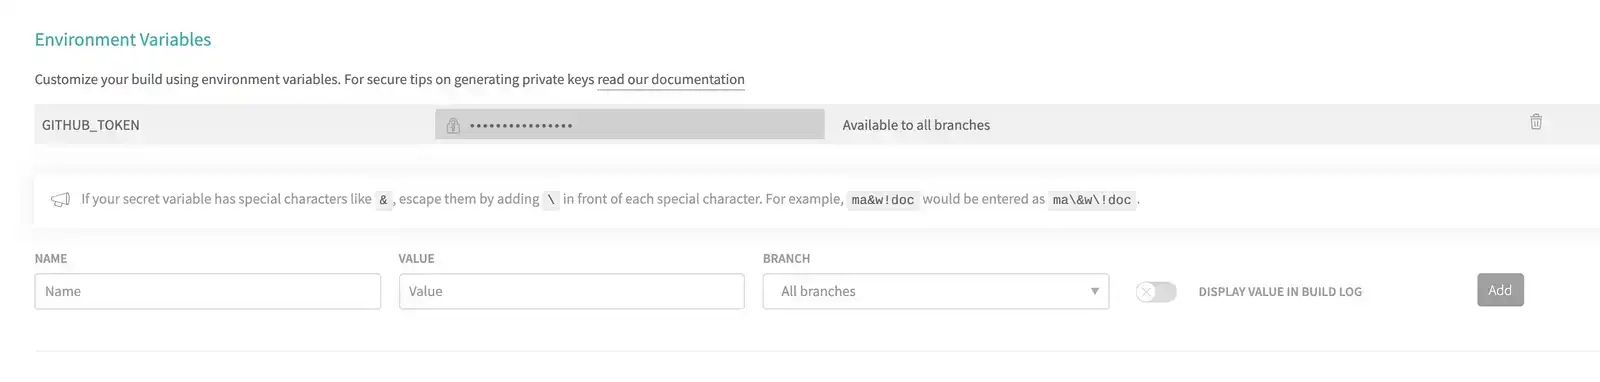 Environment Variables
Customize your build using environment variables. For secure tips on generating private keys read our documentation
GITHUB_TOKEN •••••••••••••••• Available to all branches
If your secret variable has special characters like & , escape them by adding \ in front of each special character. For example, ma&w!doc would be entered as ma\&w\!doc .
NAME VALUE BRANCH
Name Value All branches DISPLAY VALUE IN BUILD LOG Add